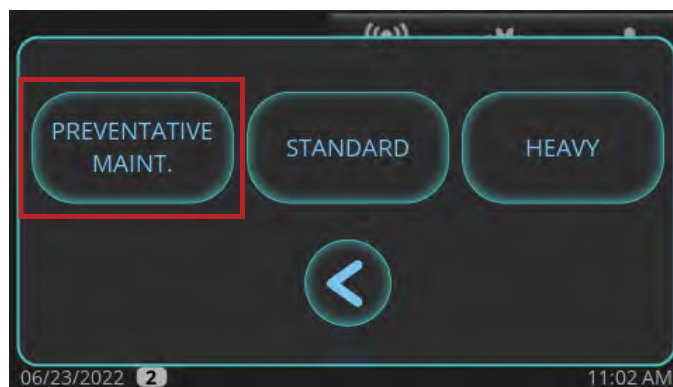 PREVENTATIVE
MAINT.
STANDARD
HEAVY
06/23/2022 2
11:02 AM